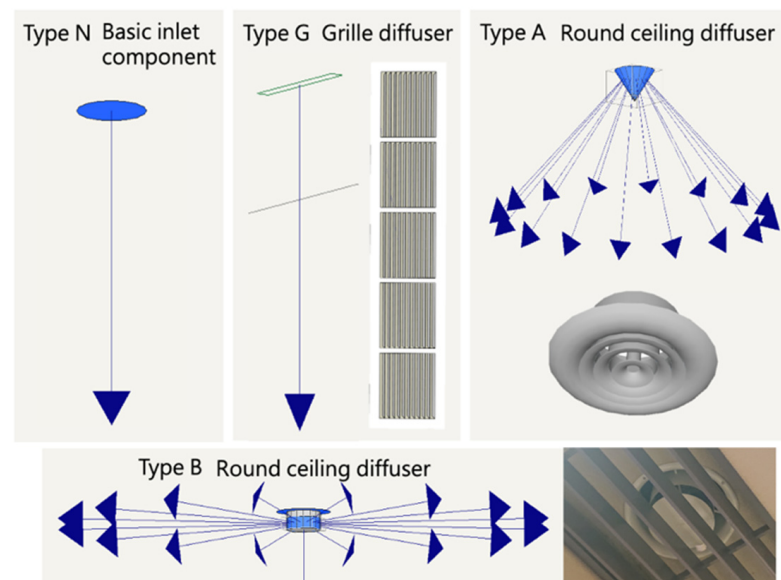 Type N Basic inlet
component
Type G Grille diffuser
Type A Round ceiling diffuser
Type B Round ceiling diffuser